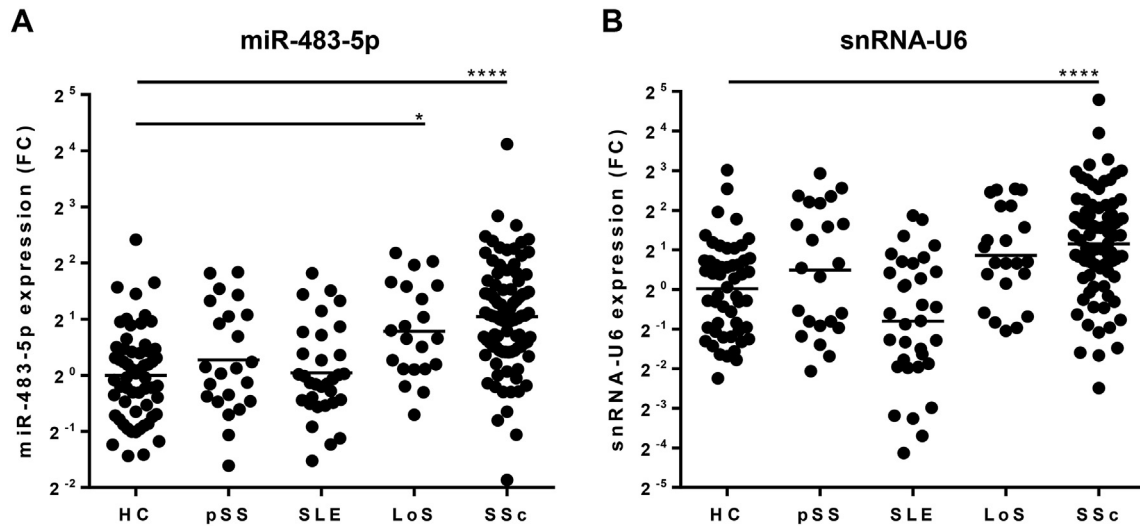 A
miR-483-5p
****
*
miR-483-5p expression (FC)
2^5
2^4
2^3
2^2
2^1
2^0
2^-1
2^-2
HC pSS SLE LoS SSc
B
snRNA-U6
****
snRNA-U6 expression (FC)
2^5
2^4
2^3
2^2
2^1
2^0
2^-1
2^-2
2^-3
2^-4
2^-5
HC pSS SLE LoS SSc